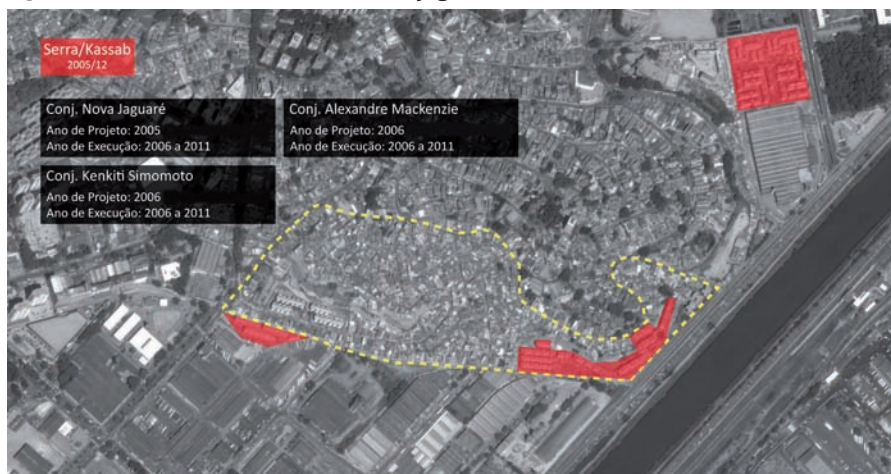 Serra/Kassab
2005/12
Conj. Nova Jaguaré
Ano de Projeto: 2005
Ano de Execução: 2006 a 2011
Conj. Alexandre Mackenzie
Ano de Projeto: 2006
Ano de Execução: 2006 a 2011
Conj. Kenkiti Simomoto
Ano de Projeto: 2006
Ano de Execução: 2006 a 2011